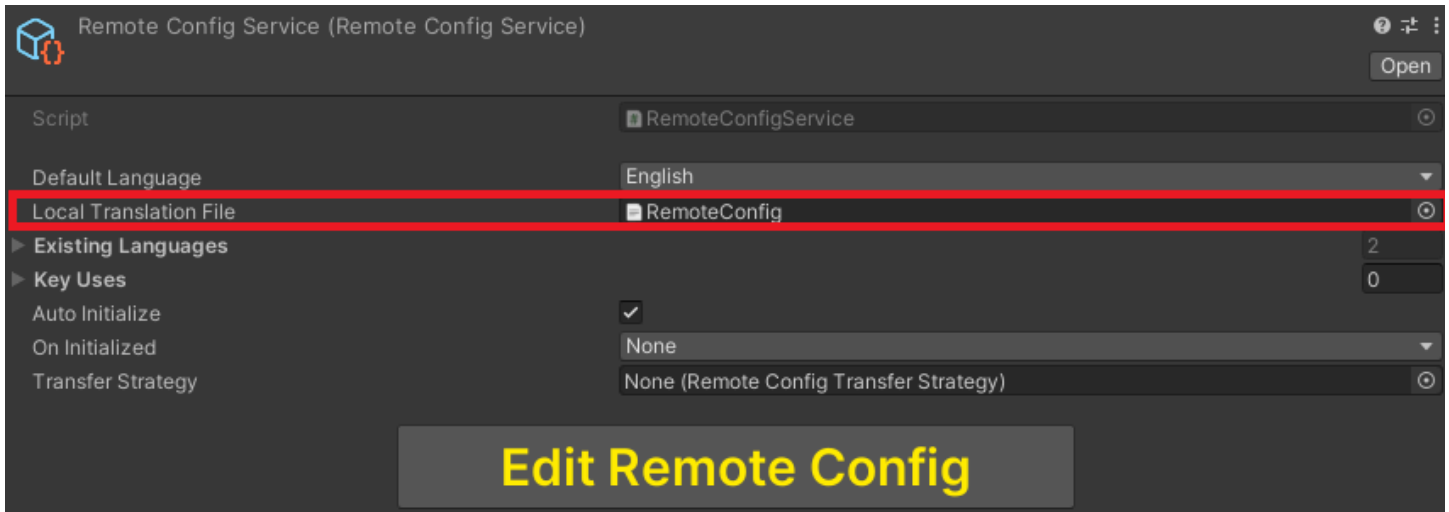 Remote Config Service (Remote Config Service)
Open
Script RemoteConfigService
Default Language English
Local Translation File RemoteConfig
Existing Languages 2
Key Uses 0
Auto Initialize
On Initialized None
Transfer Strategy None (Remote Config Transfer Strategy)
Edit Remote Config